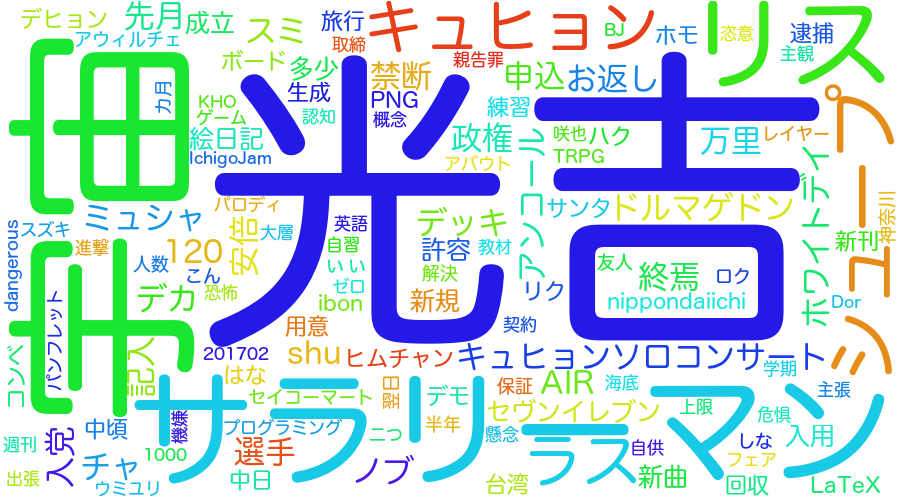 デヒョン
先月
成立
スミ
旅行
キュヒョン
BJ
リス
恣意
アウィルチェ
取締
ホモ
逮捕
主観
カ月
宇宙
ボード
多少
禁断
親告罪
申込
お返し
KHO
生成
PNG
練習
ゲーム
認知
概念
光吉
絵日記
政権
咲也
ハク
万里
レイヤー
IchigoJam
アバウト
TRPG
シュープ
パロディ
アンコール
サンタ
ドルマゲドン
ホワイトデイ
神奈川
ミュシャ
英語
デッキ
スズキ
大層
自習
許容
教材
新刊
dangerous
進撃
120
安倍
いい
解決
友人
終焉
ロク
人数
こん
ゼロ
リク
nippondaiichi
Dor
デカ
恐怖
ibon
新規
パンフレット
用意
契約
コンベ
記入
201702
shu
ヒムチャン
キュヒョンソロコンサート
はな
保証
AIR
海底
学期
サラリーマン
セイコーマート
翌日
デモ
セヴンイレブン
ラスマン
主張
入党
中頃
機嫌
プログラミング
半年
上限
危惧
週刊
1000
選手
二つ
懸念
自供
しな
入用
チャ
ノブ
フェア
出張
ウミユリ
中日
台湾
新曲
回収
LaTeX